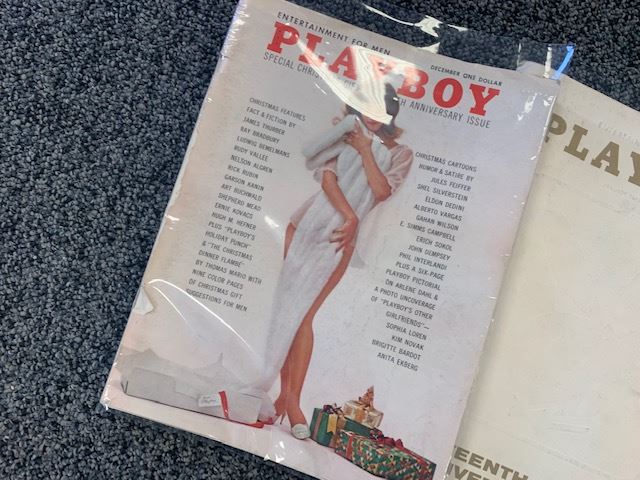 ENTERTAINMENT FOR MEN
DECEMBER ONE DOLLAR
PLAYBOY
SPECIAL ANNIVERSARY ISSUE
CHRISTMAS FEATURES
FACT & FICTION BY
JAMES THURBER
RAY BRADBURY
LUDWIG BEMELMANS
RUDY VALLEE
NELSON ALGREN
RICK RUBIN
GARSON KANIN
ART BUCHWALD
SHEPHERD MEAD
ERNIE KOVACS
HUGH M. HEFNER
PLUS "PLAYBOY'S
HOLIDAY PUNCH"
& "THE CHRISTMAS
DINNER FLAMBÉ"
BY THOMAS MARIO WITH
NINE COLOR PAGES
OF CHRISTMAS GIFT
SUGGESTIONS FOR MEN
CHRISTMAS CARTOONS
HUMOR & SATIRE BY
JULES FEIFFER
SHEL SILVERSTEIN
ELDON DEDINI
ALBERTO VARGAS
GAHAN WILSON
E. SIMMS CAMPBELL
ERICH SOKOL
JOHN DEMPSEY
PHIL INTERLANDI
PLUS A SIX-PAGE
PLAYBOY PICTORIAL
ON ARLENE DAHL &
A PHOTO UNCOVERAGE
OF "PLAYBOY'S OTHER
GIRLFRIENDS"—
SOPHIA LOREN
KIM NOVAK
BRIGITTE BARDOT
ANITA EKBERG
PLAY
EENTH
IVE